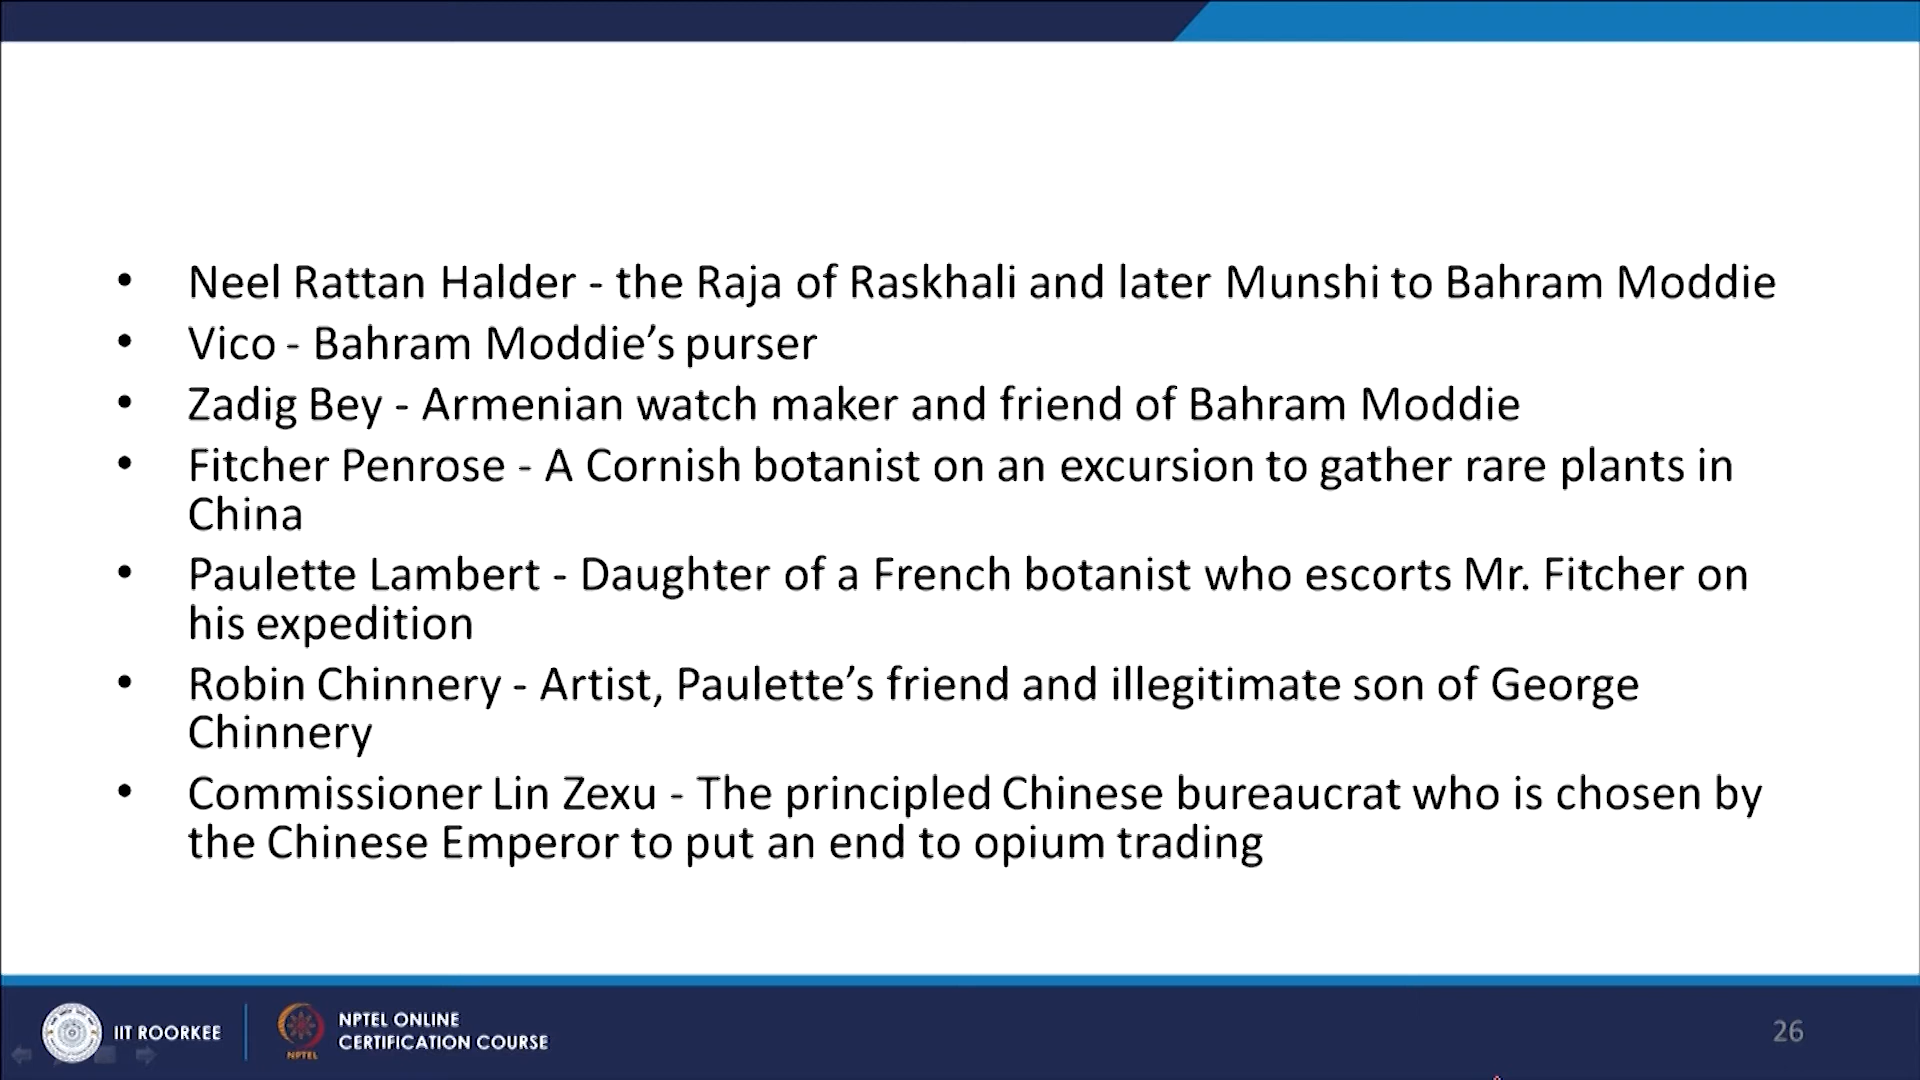 • Neel Rattan Halder - the Raja of Raskhali and later Munshi to Bahram Moddie
• Vico - Bahram Moddie’s purser
• Zadig Bey - Armenian watch maker and friend of Bahram Moddie
• Fitcher Penrose - A Cornish botanist on an excursion to gather rare plants in
China
• Paulette Lambert - Daughter of a French botanist who escorts Mr. Fitcher on
his expedition
• Robin Chinnery - Artist, Paulette’s friend and illegitimate son of George
Chinnery
• Commissioner Lin Zexu - The principled Chinese bureaucrat who is chosen by
the Chinese Emperor to put an end to opium trading
IIT ROORKEE
NPTEL
NPTEL ONLINE
CERTIFICATION COURSE
26